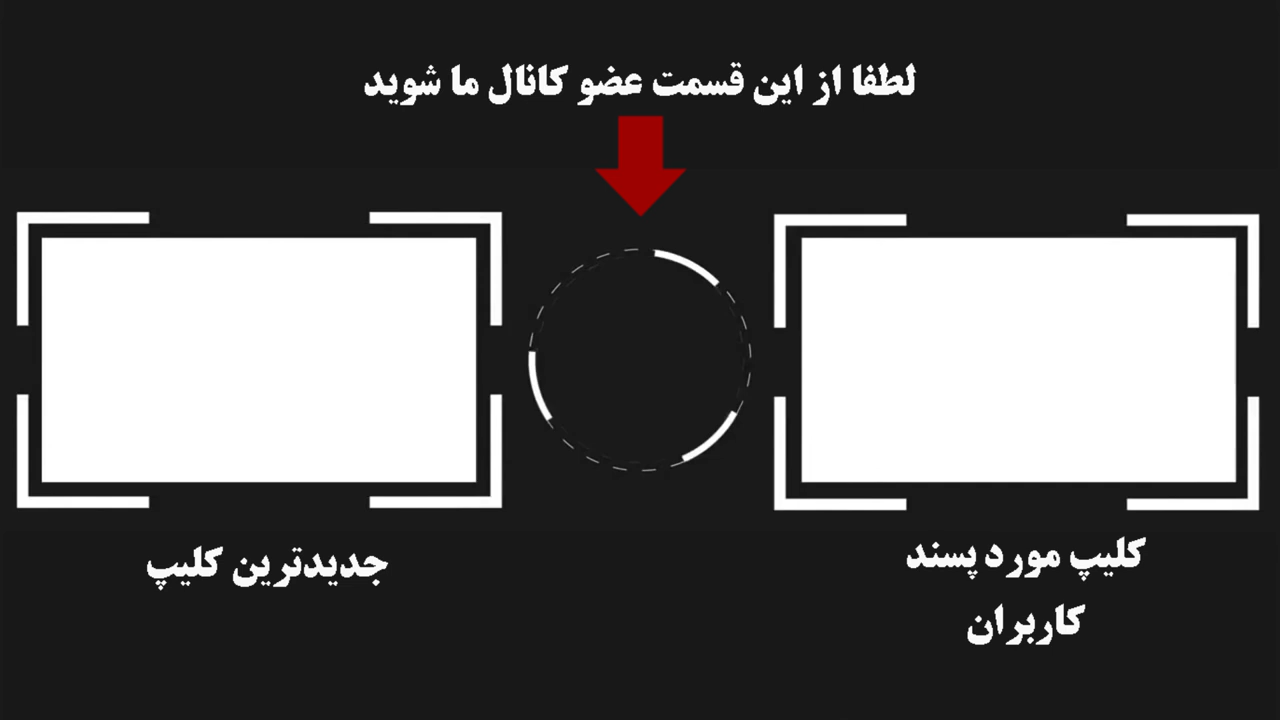 لطفا از این قسمت عضو کانال ما شوید
کلیپ مورد پسند
کاربران
جدیدترین کلیپ